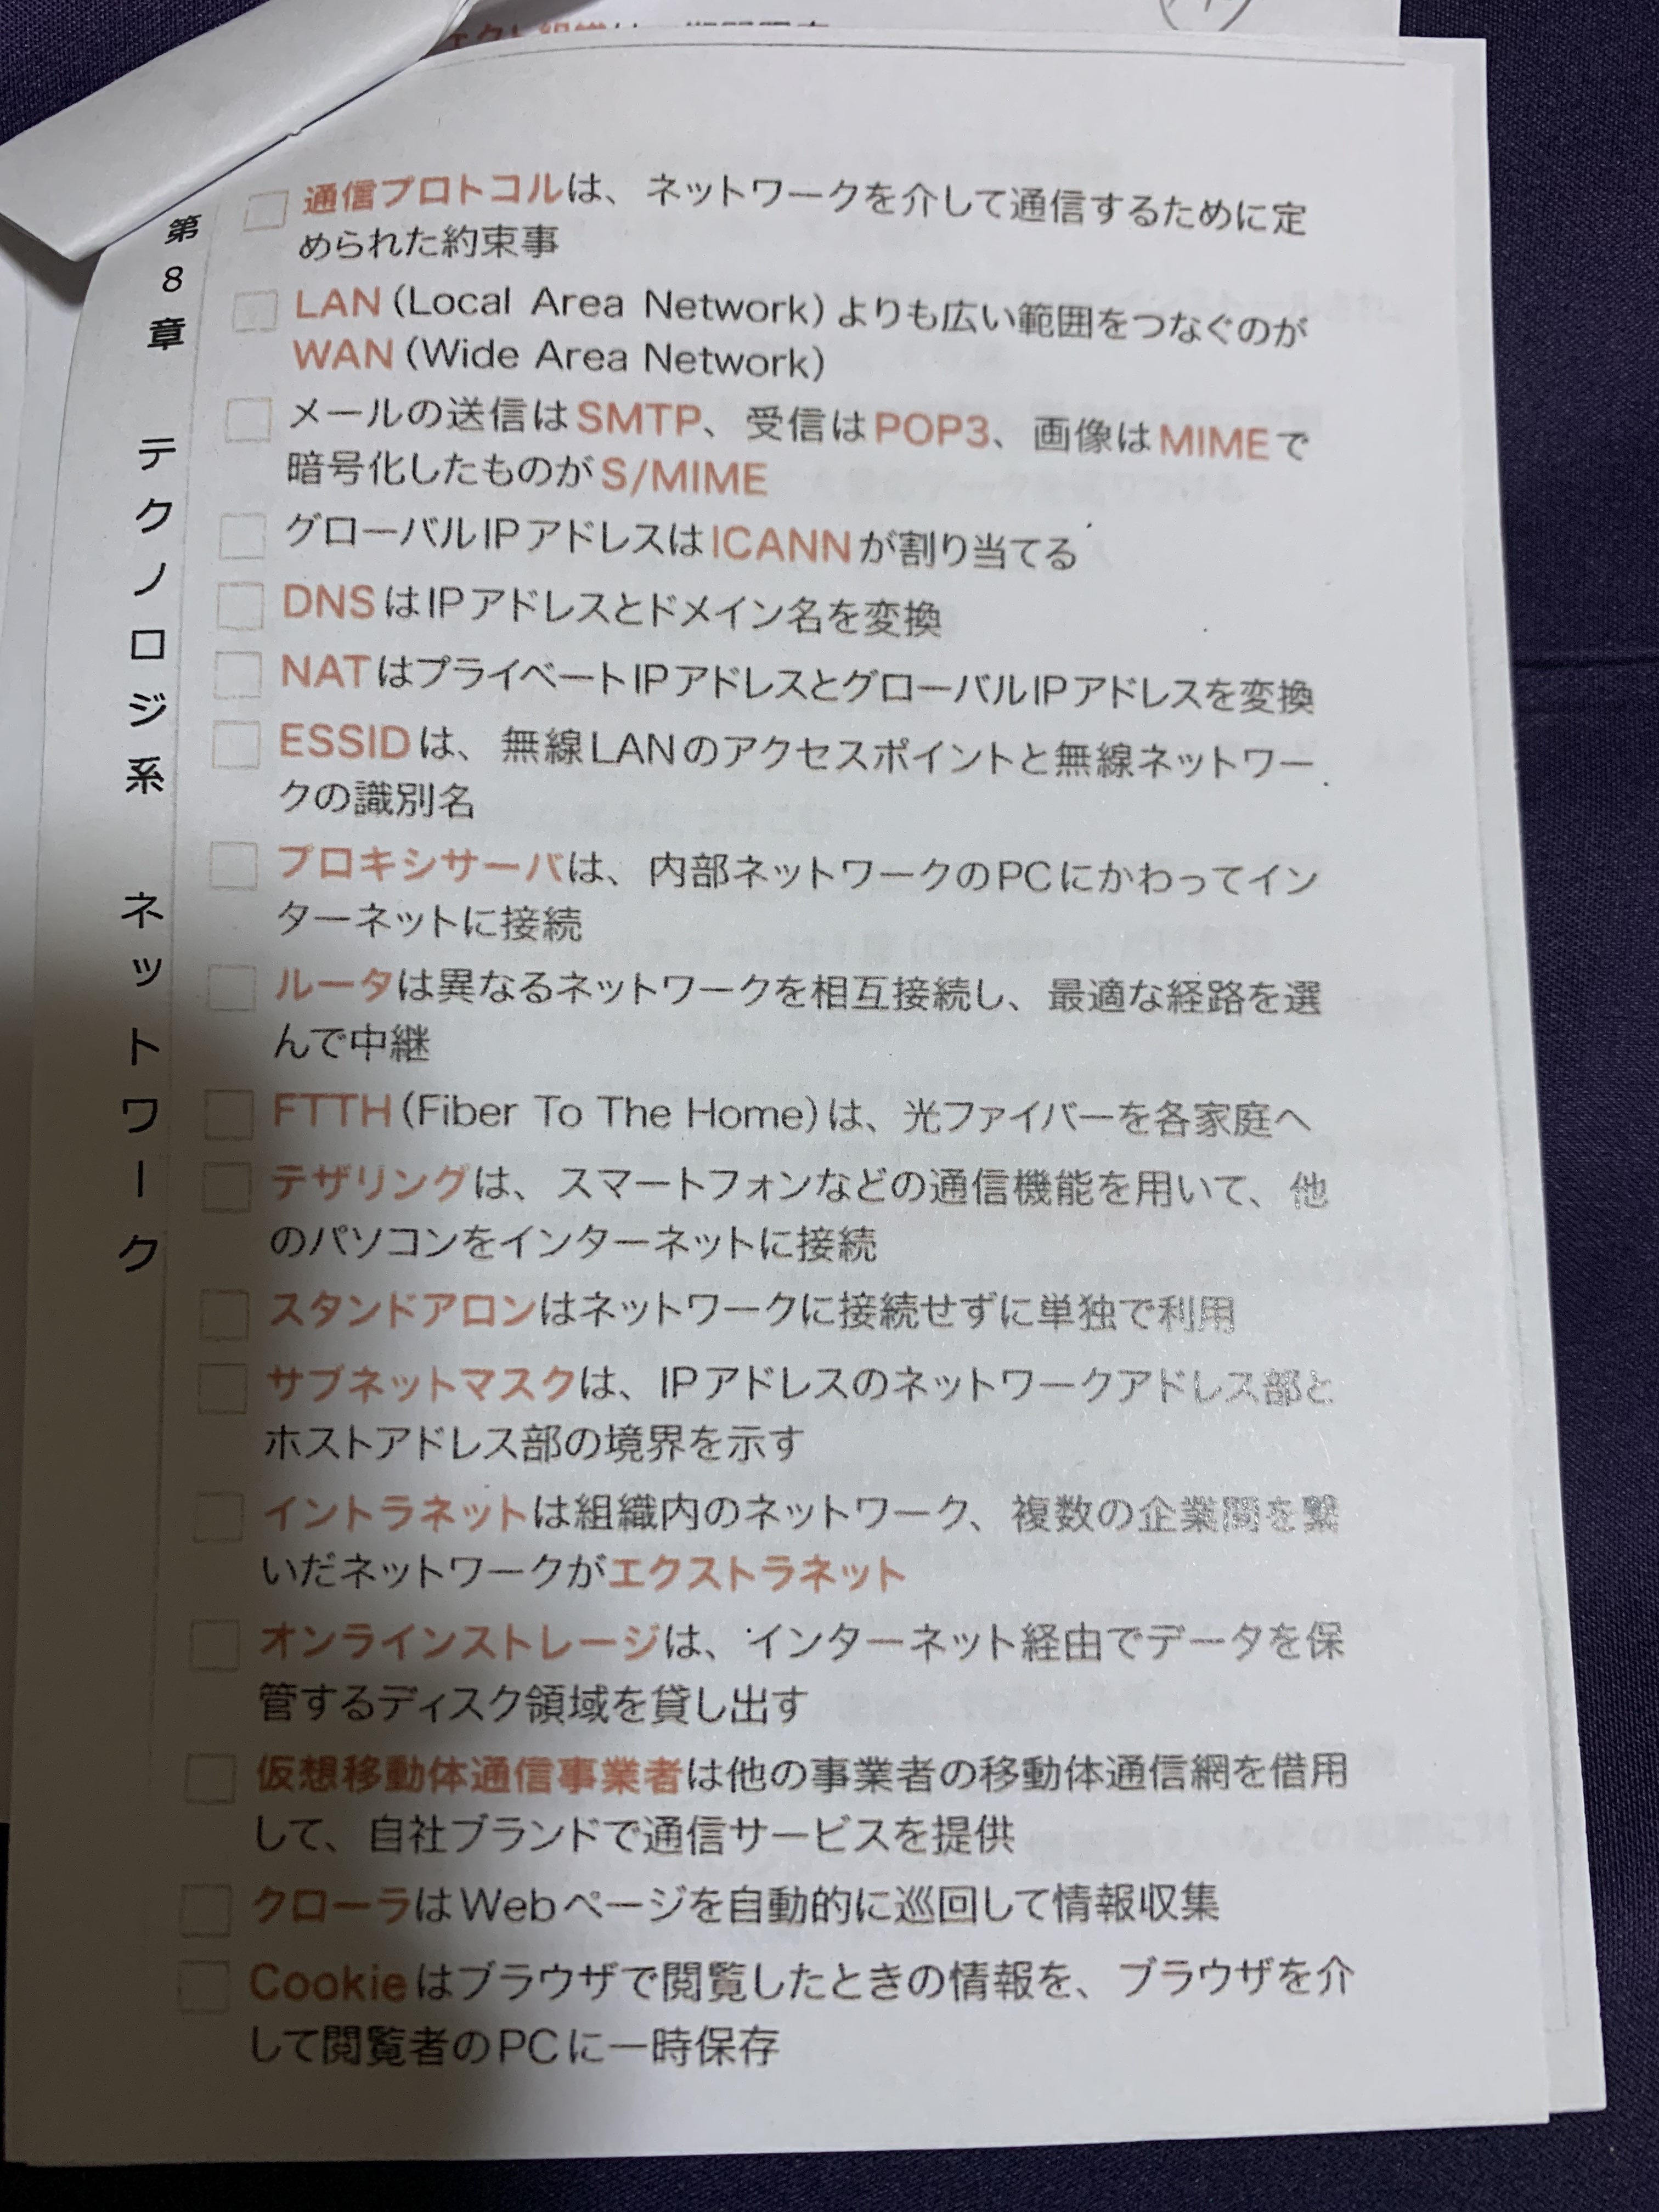 第8章 テクノロジ系 ネットワーク
通信プロトコルは、ネットワークを介して通信するために定
められた約束事
LAN(Local Area Network)よりも広い範囲をつなぐのが
WAN(Wide Area Network)
メールの送信はSMTP、受信はPOP3、画像はMIMEで
暗号化したものがS/MIME
グローバルIPアドレスはICANNが割り当てる
DNSはIPアドレスとドメイン名を変換
NATはプライベートIPアドレスとグローバルIPアドレスを変換
ESSIDは、無線LANのアクセスポイントと無線ネットワー
クの識別名
プロキシサーバは、内部ネットワークのPCにかわってイン
ターネットに接続
ルータは異なるネットワークを相互接続し、最適な経路を選
んで中継
FTTH(Fiber To The Home)は、光ファイバーを各家庭へ
テザリングは、スマートフォンなどの通信機能を用いて、他
のパソコンをインターネットに接続
スタンドアロンはネットワークに接続せずに単独で利用
サブネットマスクは、IPアドレスのネットワークアドレス部と
ホストアドレス部の境界を示す
イントラネットは組織内のネットワーク、複数の企業間を繋
いだネットワークがエクストラネット
オンラインストレージは、インターネット経由でデータを保
管するディスク領域を貸し出す
仮想移動体通信事業者は他の事業者の移動体通信網を借用
して、自社ブランドで通信サービスを提供
クローラはWebページを自動的に巡回して情報収集
Cookieはブラウザで閲覧したときの情報を、ブラウザを介
して閲覧者のPCに一時保存